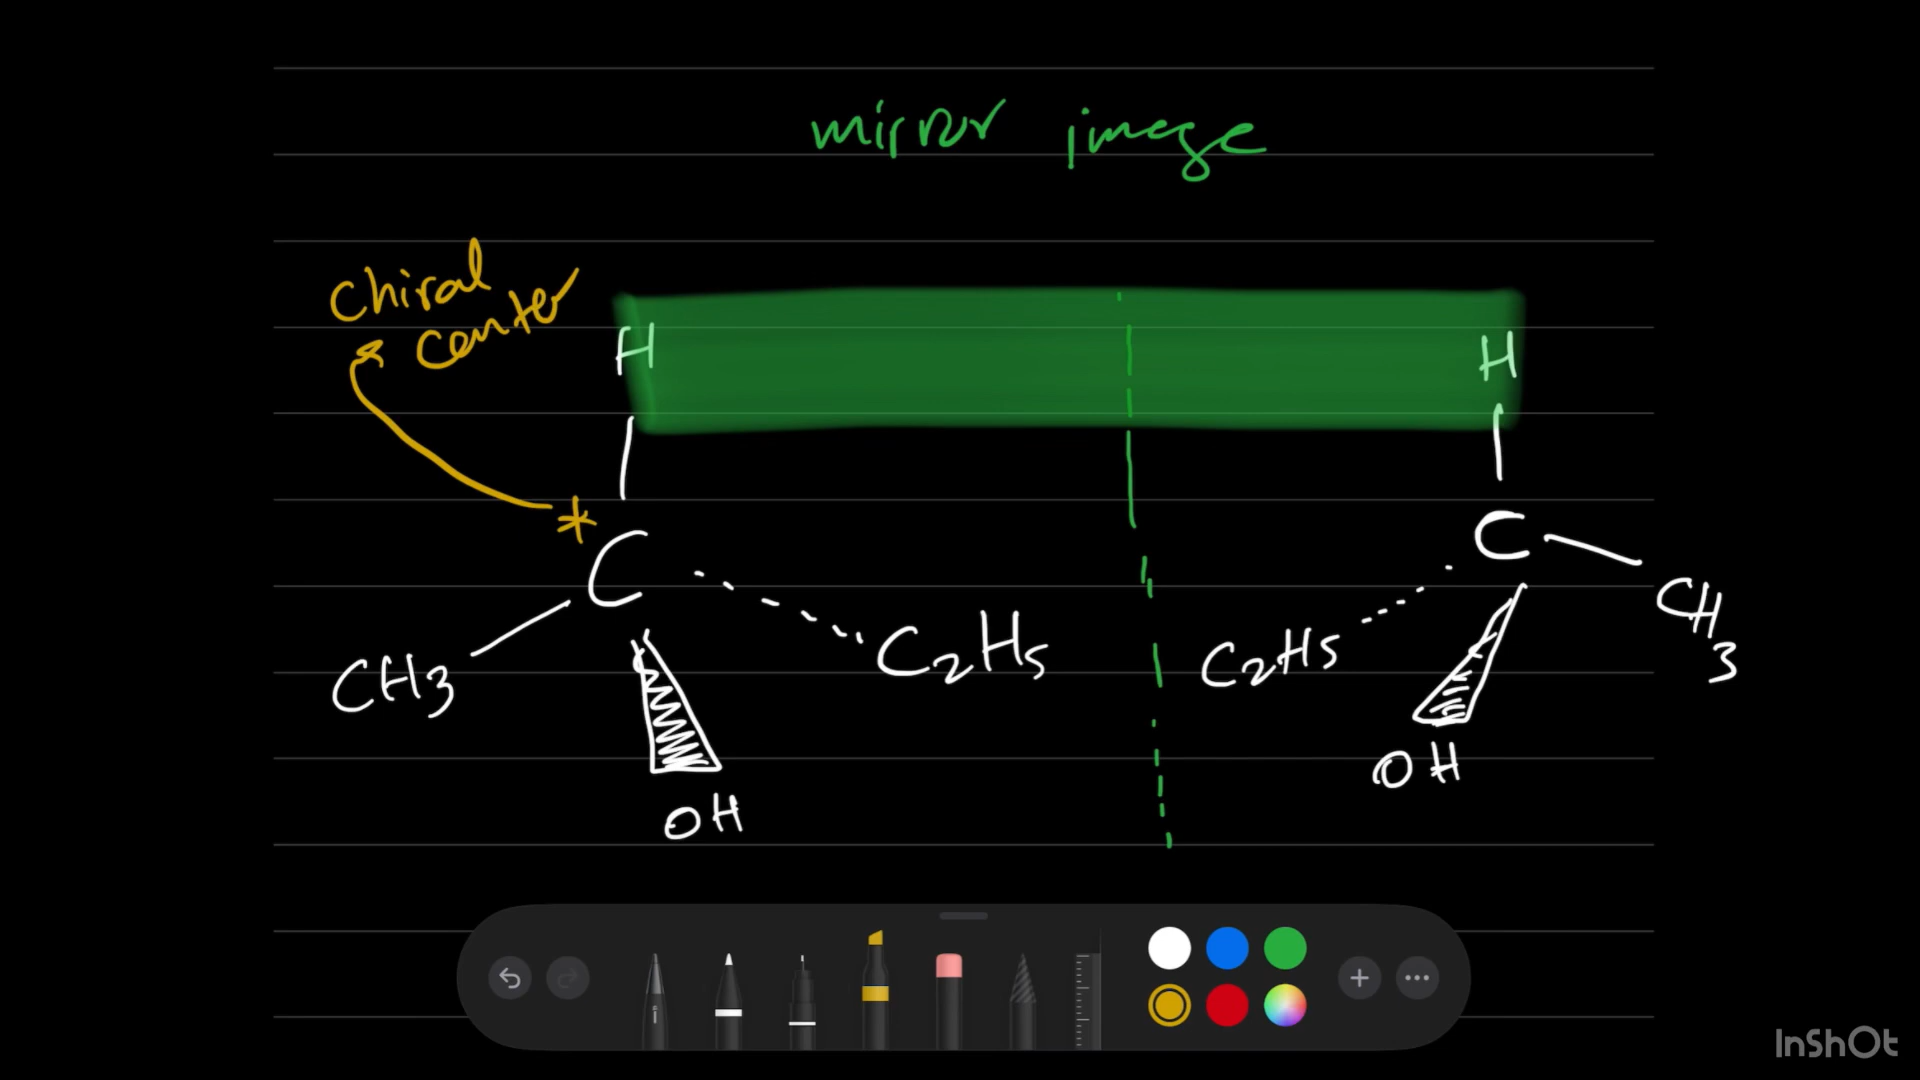 mirror image
chiral
center
H H
* C C
CH3 C2H5 C2H5 CH3
OH OH
InShOt